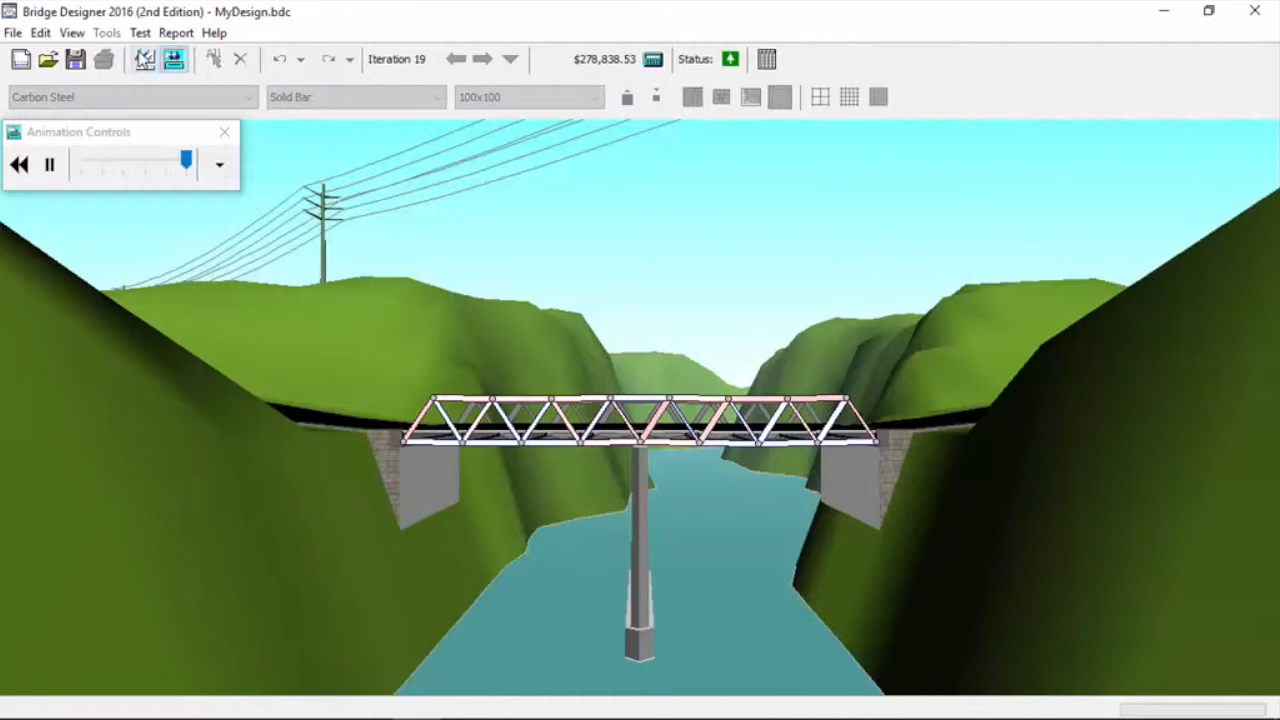 Bridge Designer 2016 (2nd Edition) - MyDesign.bdc
File Edit View Tools Test Report Help
Iteration 19 $278,838.53 Status:
Carbon Steel Solid Bar 100x100
Animation Controls